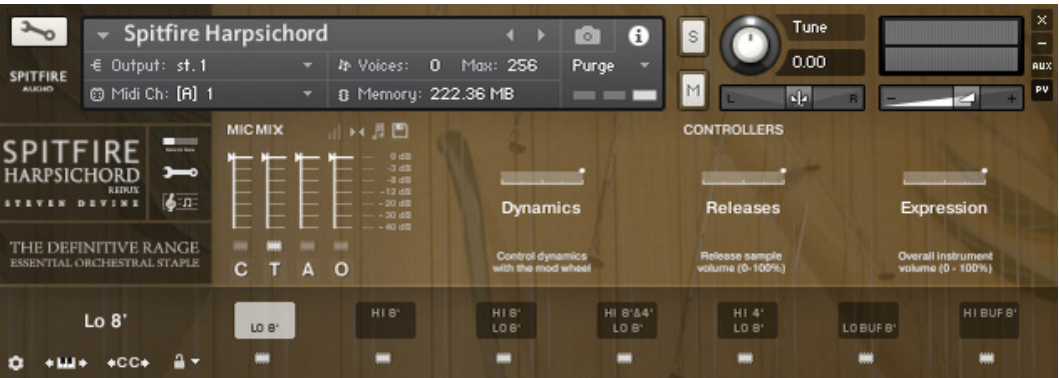 Spitfire Harpsichord
SPITFIRE
AUDIO
Output: st.1
Voices: 0 Max: 256
Purge
Midi Ch: [A] 1
Memory: 222.36 MB
S
M
Tune
0.00
L R
- +
X
-
AUX
PV
SPITFIRE
HARPSICHORD
REDUX
STEVEN DEVINE
THE DEFINITIVE RANGE
ESSENTIAL ORCHESTRAL STAPLE
MIC MIX
0 dB
-3 dB
-12 dB
-20 dB
-30 dB
-40 dB
C T A O
CONTROLLERS
Dynamics
Control dynamics
with the mod wheel
Releases
Release sample
volume (0-100%)
Expression
Overall instrument
volume (0 - 100%)
Lo 8'
CC
LO 8'
HI 8'
HI 8'
LO 8'
HI 8'&4'
LO 8'
HI 4'
LO 8'
LO BUF 8'
HI BUF 8'